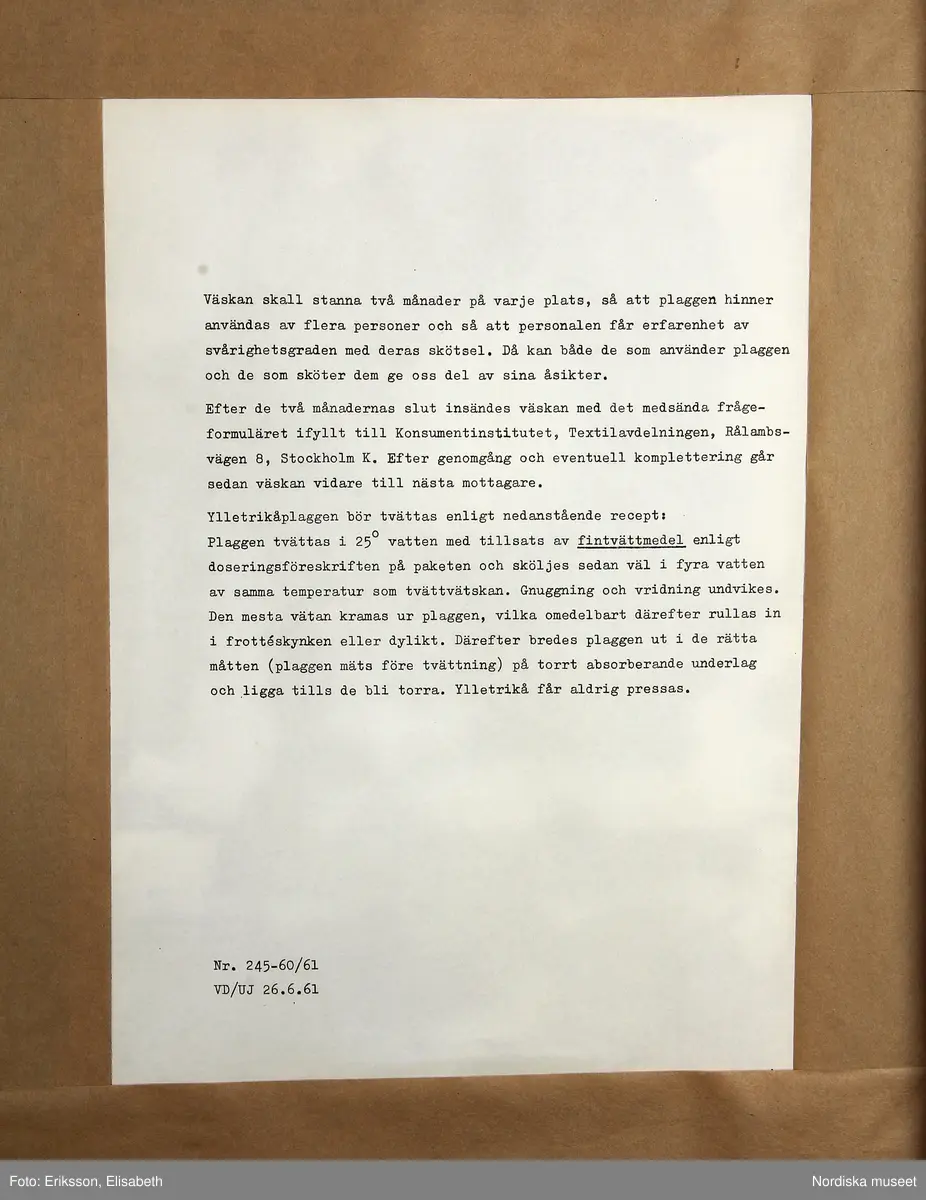 Väskan skall stanna två månader på varje plats, så att plaggen hinner
användas av flera personer och så att personalen får erfarenhet av
svårighetsgraden med deras skötsel. Då kan både de som använder plaggen
och de som sköter dem ge oss del av sina åsikter.
Efter de två månadernas slut insändes väskan med det medsända fråge-
formuläret ifyllt till Konsumentinstitutet, Textilavdelningen, Rålambs-
vägen 8, Stockholm K. Efter genomgång och eventuell komplettering går
sedan väskan vidare till nästa mottagare.
Ylletrikåplaggen bör tvättas enligt nedanstående recept:
Plaggen tvättas i 25° vatten med tillsats av fintvättmedel enligt
doseringsföreskriften på paketen och sköljes sedan väl i fyra vatten
av samma temperatur som tvättvätskan. Gnuggning och vridning undvikes.
Den mesta vätan kramas ur plaggen, vilka omedelbart därefter rullas in
i frottéskynken eller dylikt. Därefter bredes plaggen ut i de rätta
måtten (plaggen mäts före tvättning) på torrt absorberande underlag
och ligga tills de bli torra. Ylletrikå får aldrig pressas.
Nr. 245-60/61
VD/UJ 26.6.61
Foto: Eriksson, Elisabeth
Nordiska museet